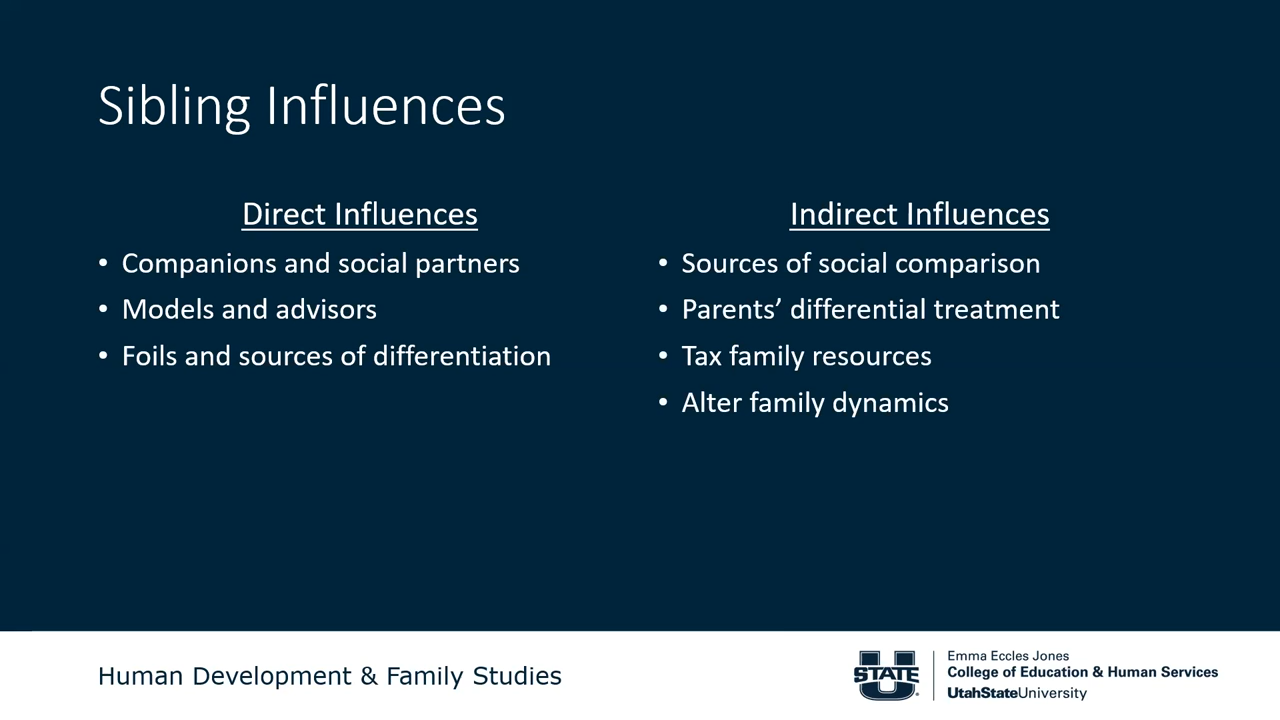 Sibling Influences
Direct Influences
• Companions and social partners
• Models and advisors
• Foils and sources of differentiation
Indirect Influences
• Sources of social comparison
• Parents’ differential treatment
• Tax family resources
• Alter family dynamics
Human Development & Family Studies
U STATE
Emma Eccles Jones
College of Education & Human Services
UtahStateUniversity